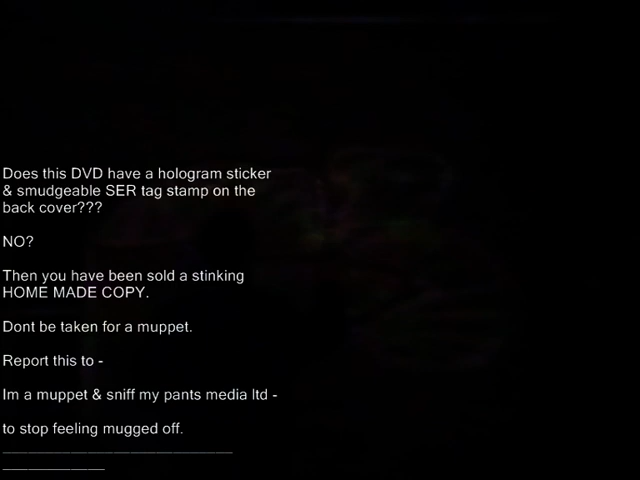 Does this DVD have a hologram sticker
& smudgeable SER tag stamp on the
back cover???
NO?
Then you have been sold a stinking
HOME MADE COPY.
Dont be taken for a muppet.
Report this to -
Im a muppet & sniff my pants media ltd -
to stop feeling mugged off.